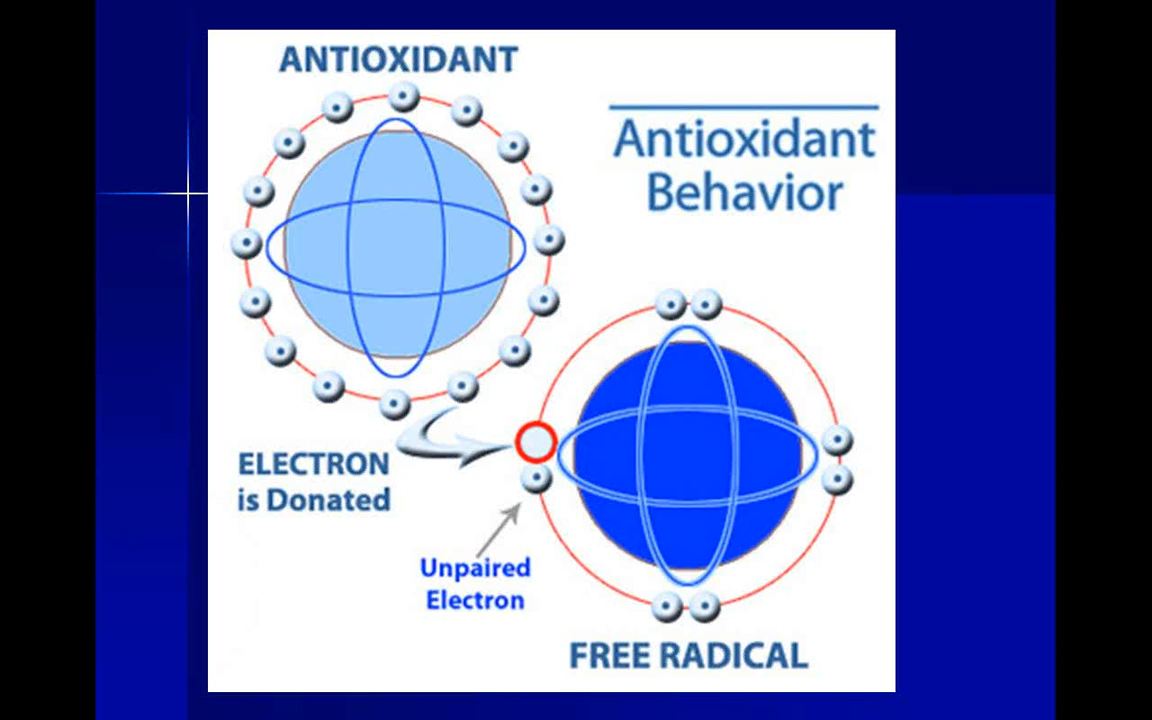 ANTIOXIDANT
Antioxidant
Behavior
ELECTRON
is Donated
Unpaired
Electron
FREE RADICAL